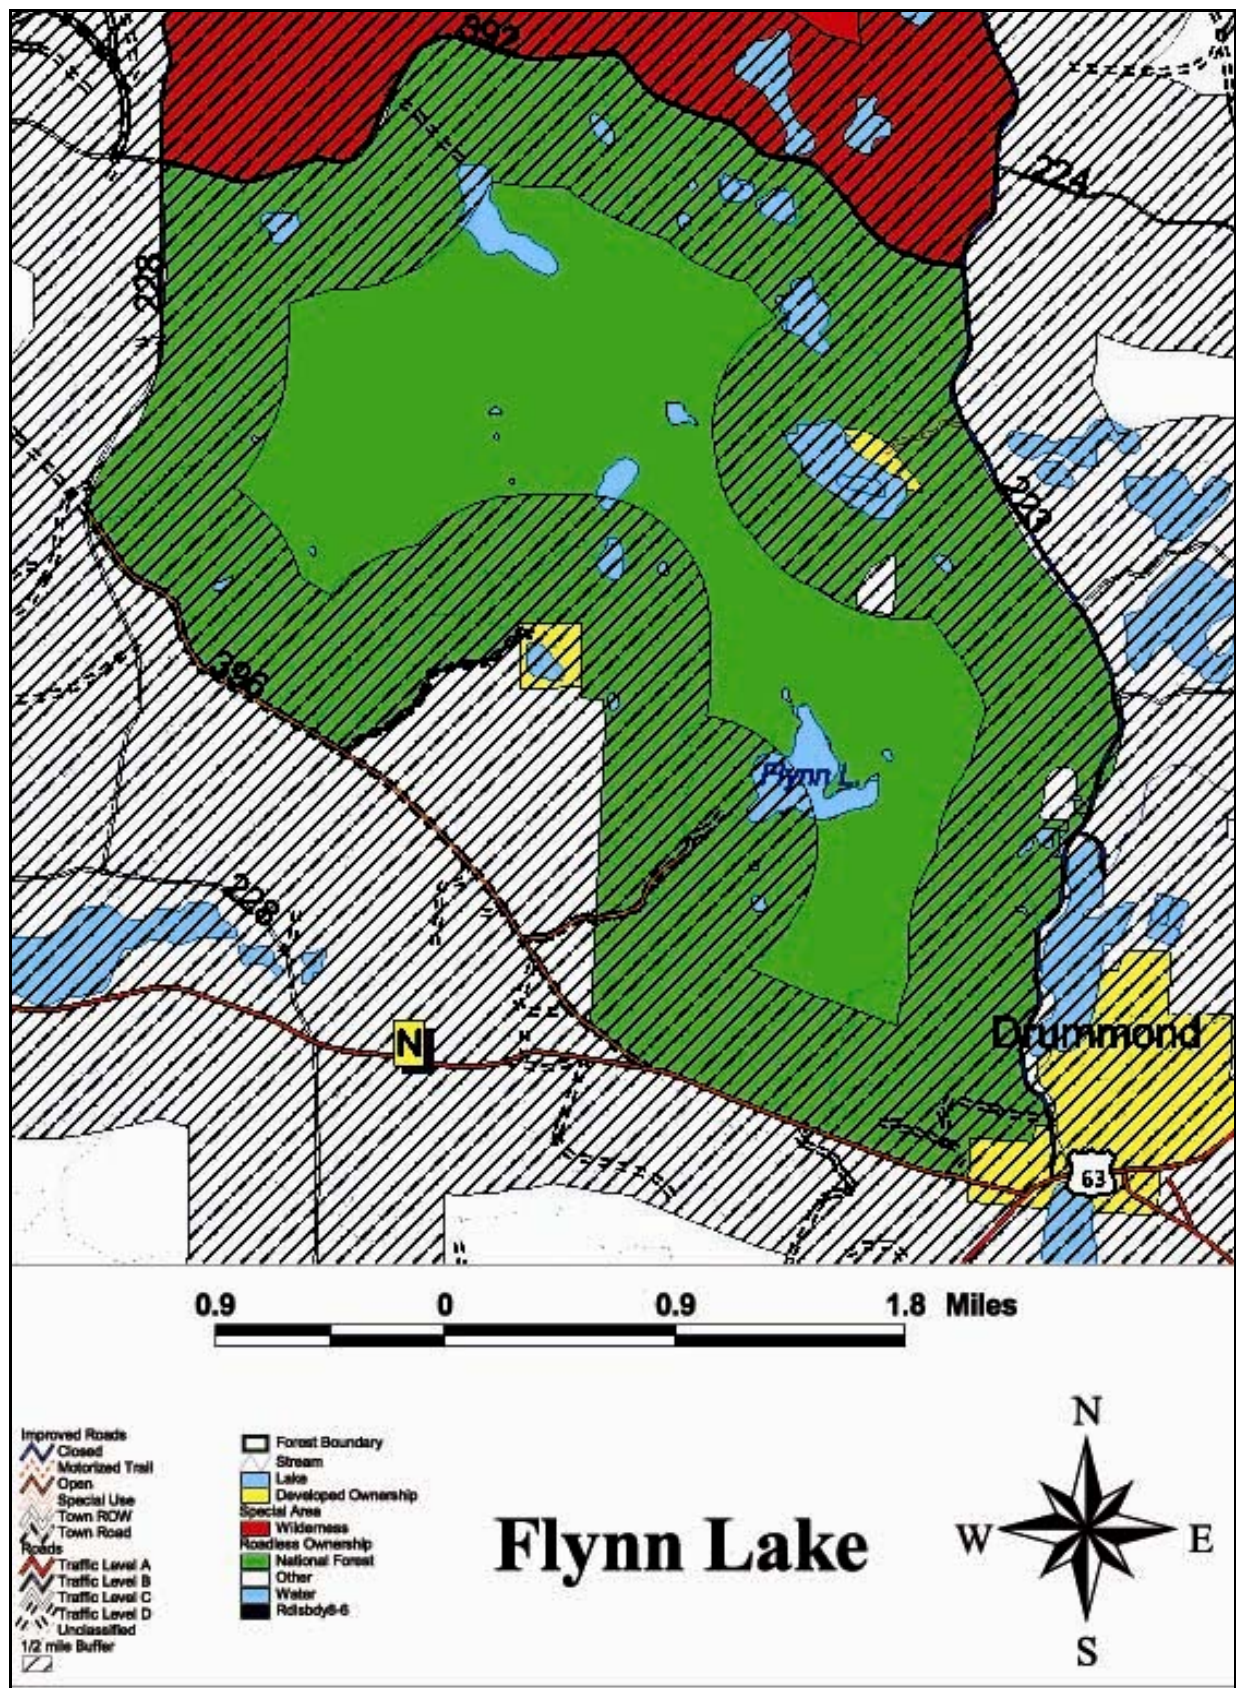 392
224
228
223
396
Flynn L.
228
N
Drummond
63
0.9 0 0.9 1.8 Miles
Improved Roads
Closed
Motorized Trail
Open
Special Use
Town ROW
Town Road
Roads
Traffic Level A
Traffic Level B
Traffic Level C
Traffic Level D
Unclassified
1/2 mile Buffer
Forest Boundary
Stream
Lake
Developed Ownership
Special Area
Wilderness
Roadless Ownership
National Forest
Other
Water
Rdlsbdy8-6
Flynn Lake
N
W
E
S